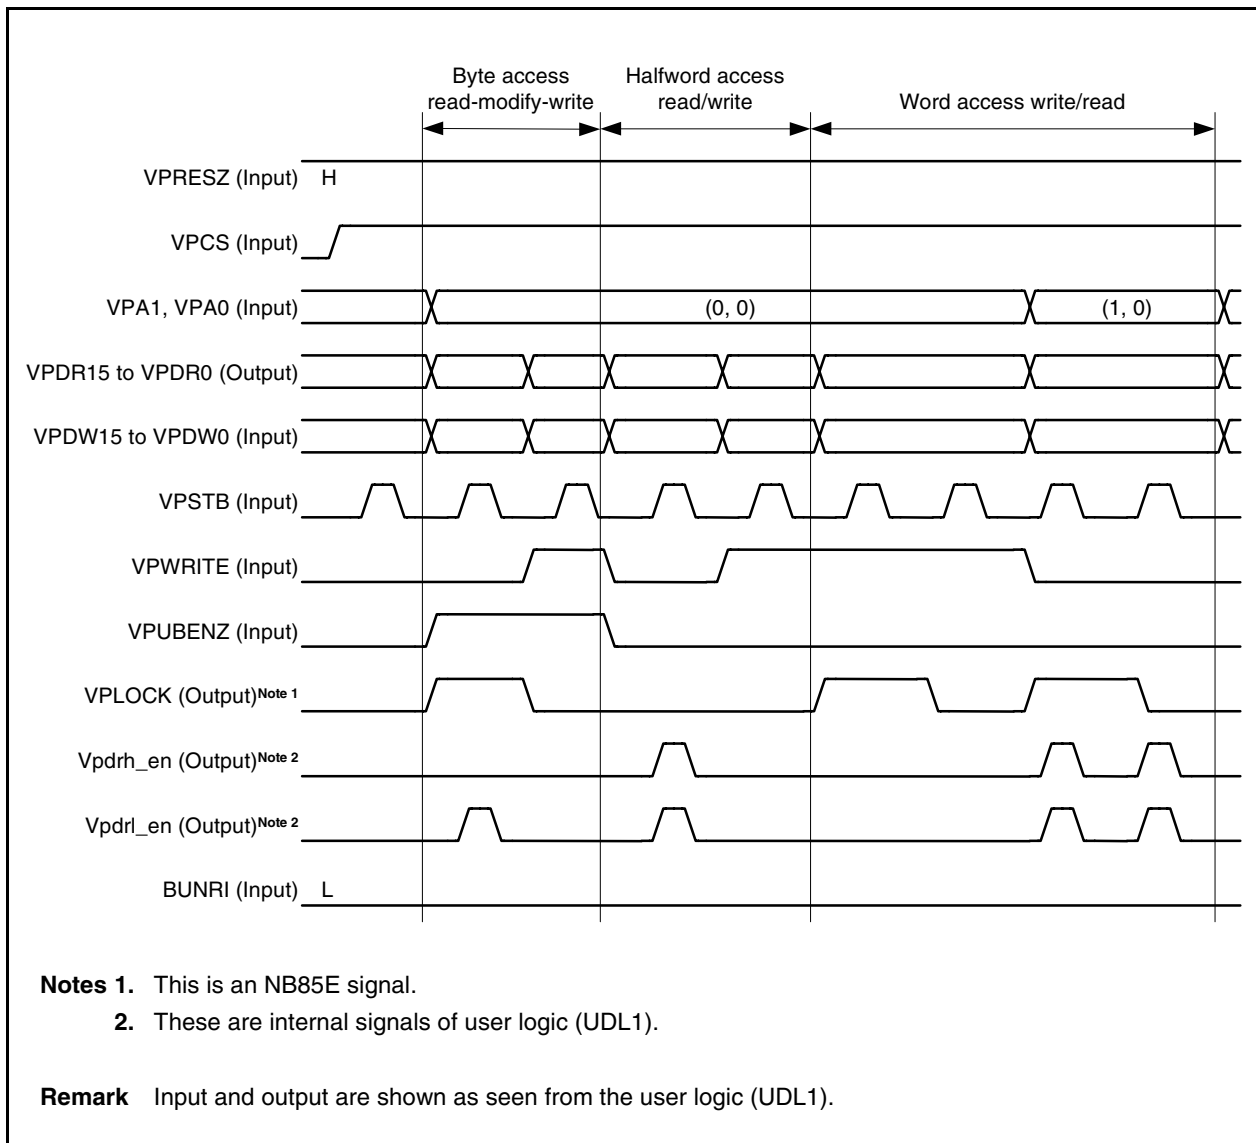 Byte access
read-modify-write
Halfword access
read/write
Word access write/read
VPRESZ (Input) H
VPCS (Input)
VPA1, VPA0 (Input) (0, 0) (1, 0)
VPDR15 to VPDR0 (Output)
VPDW15 to VPDW0 (Input)
VPSTB (Input)
VPWRITE (Input)
VPUBENZ (Input)
VPLOCK (Output)Note 1
Vpdrh_en (Output)Note 2
Vpdrl_en (Output)Note 2
BUNRI (Input) L
Notes 1. This is an NB85E signal.
2. These are internal signals of user logic (UDL1).
Remark Input and output are shown as seen from the user logic (UDL1).